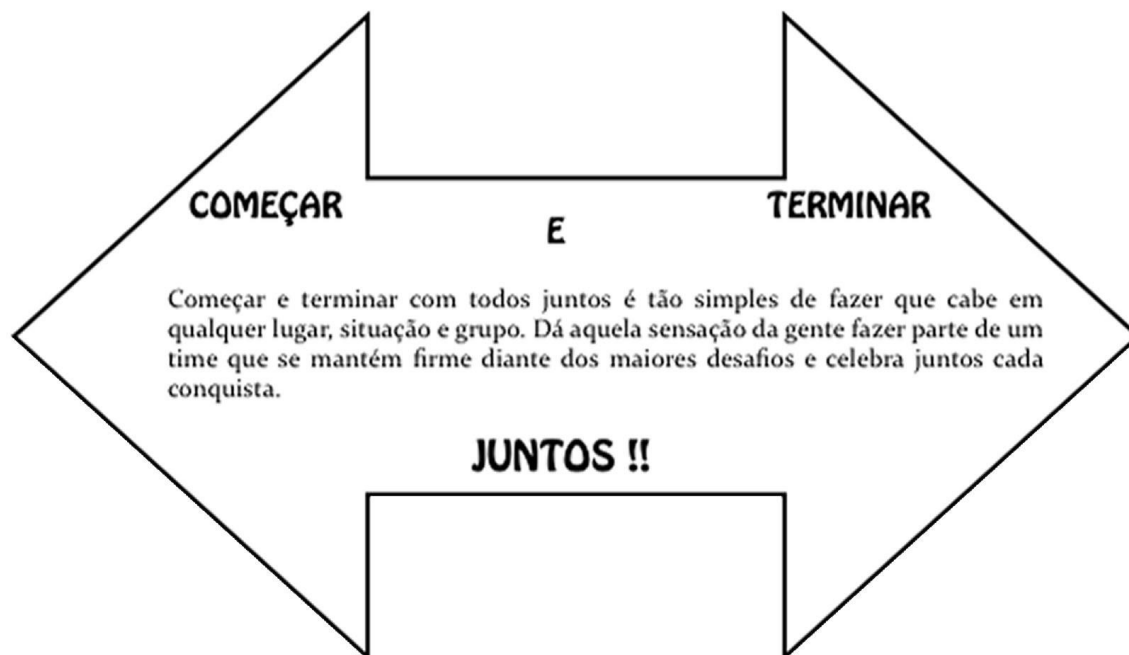 COMEÇAR
E
TERMINAR
Começar e terminar com todos juntos é tão simples de fazer que cabe em
qualquer lugar, situação e grupo. Dá aquela sensação da gente fazer parte de um
time que se mantém firme diante dos maiores desafios e celebra juntos cada
conquista.
JUNTOS !!